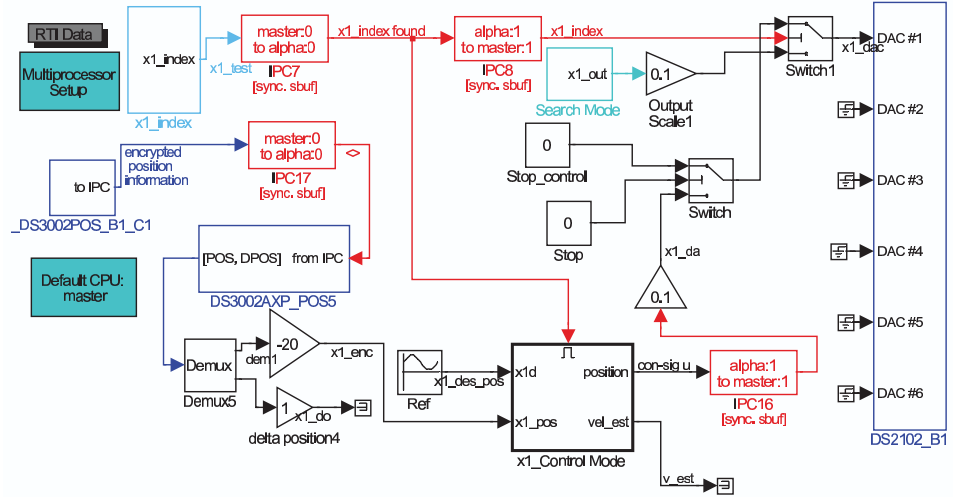 RTI Data
Multiprocessor
Setup
x1_index
x1_index
x1_test
master:0
to alpha:0
IPC7
[sync. sbuf]
x1_index found
alpha:1
to master:1
IPC8
[sync. sbuf]
x1_index
x1_out
Search Mode
0.1
Output
Scale1
Switch1
x1_dac
DAC #1
DAC #2
DAC #3
DAC #4
DAC #5
DAC #6
DS2102_B1
to IPC
_DS3002POS_B1_C1
encrypted
position
information
master:0
to alpha:0
<>
IPC17
[sync. sbuf]
0
Stop_control
0
Stop
Switch
x1_da
0.1
[POS, DPOS]
from IPC
DS3002AXP_POS5
Default CPU:
master
Demux
Demux5
dem1
-20
x1_enc
1
x1_do
delta position4
Ref
x1_des_pos
x1d
x1_pos
position
vel_est
x1_Control Mode
con-sig u
alpha:1
to master:1
IPC16
[sync. sbuf]
v_est